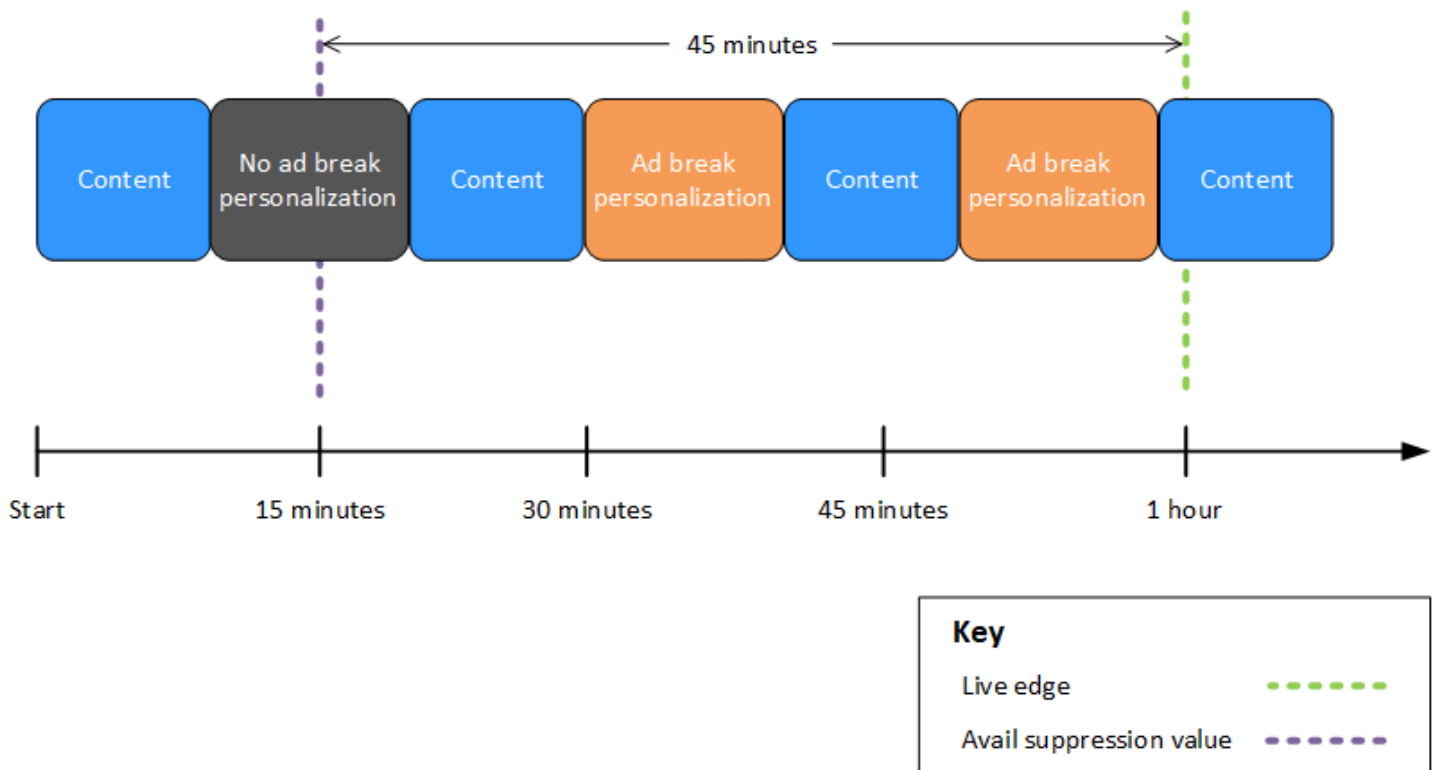 45 minutes
Content
No ad break
personalization
Content
Ad break
personalization
Content
Ad break
personalization
Content
Start
15 minutes
30 minutes
45 minutes
1 hour
Key
Live edge
Avail suppression value